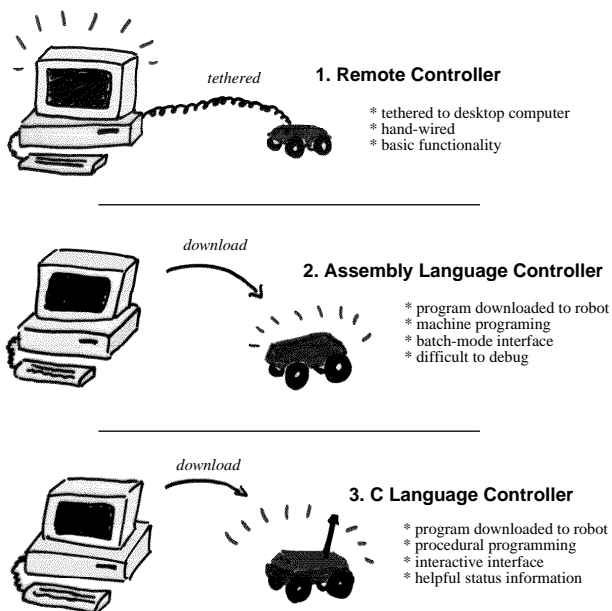 tethered
1. Remote Controller
* tethered to desktop computer
* hand-wired
* basic functionality
download
2. Assembly Language Controller
* program downloaded to robot
* machine programing
* batch-mode interface
* difficult to debug
download
3. C Language Controller
* program downloaded to robot
* procedural programming
* interactive interface
* helpful status information